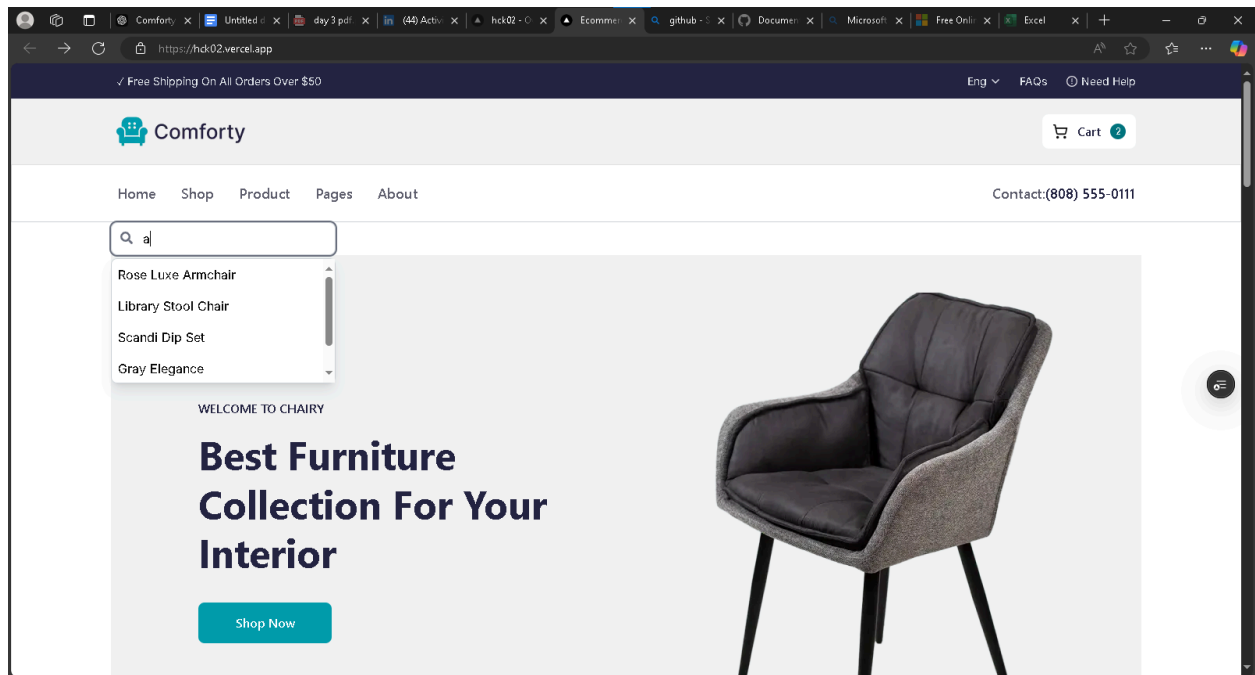 Comforty
Untitled d
day 3 pdf.
(44) Activi
hck02 - O
Ecommer
github - S
Documen
Microsoft
Free Onlin
Excel
https://hck02.vercel.app
✓ Free Shipping On All Orders Over $50
Eng
FAQs
Need Help
Comforty
Cart 2
Home Shop Product Pages About
Contact:(808) 555-0111
a
Rose Luxe Armchair
Library Stool Chair
Scandi Dip Set
Gray Elegance
WELCOME TO CHAIRY
Best Furniture
Collection For Your
Interior
Shop Now